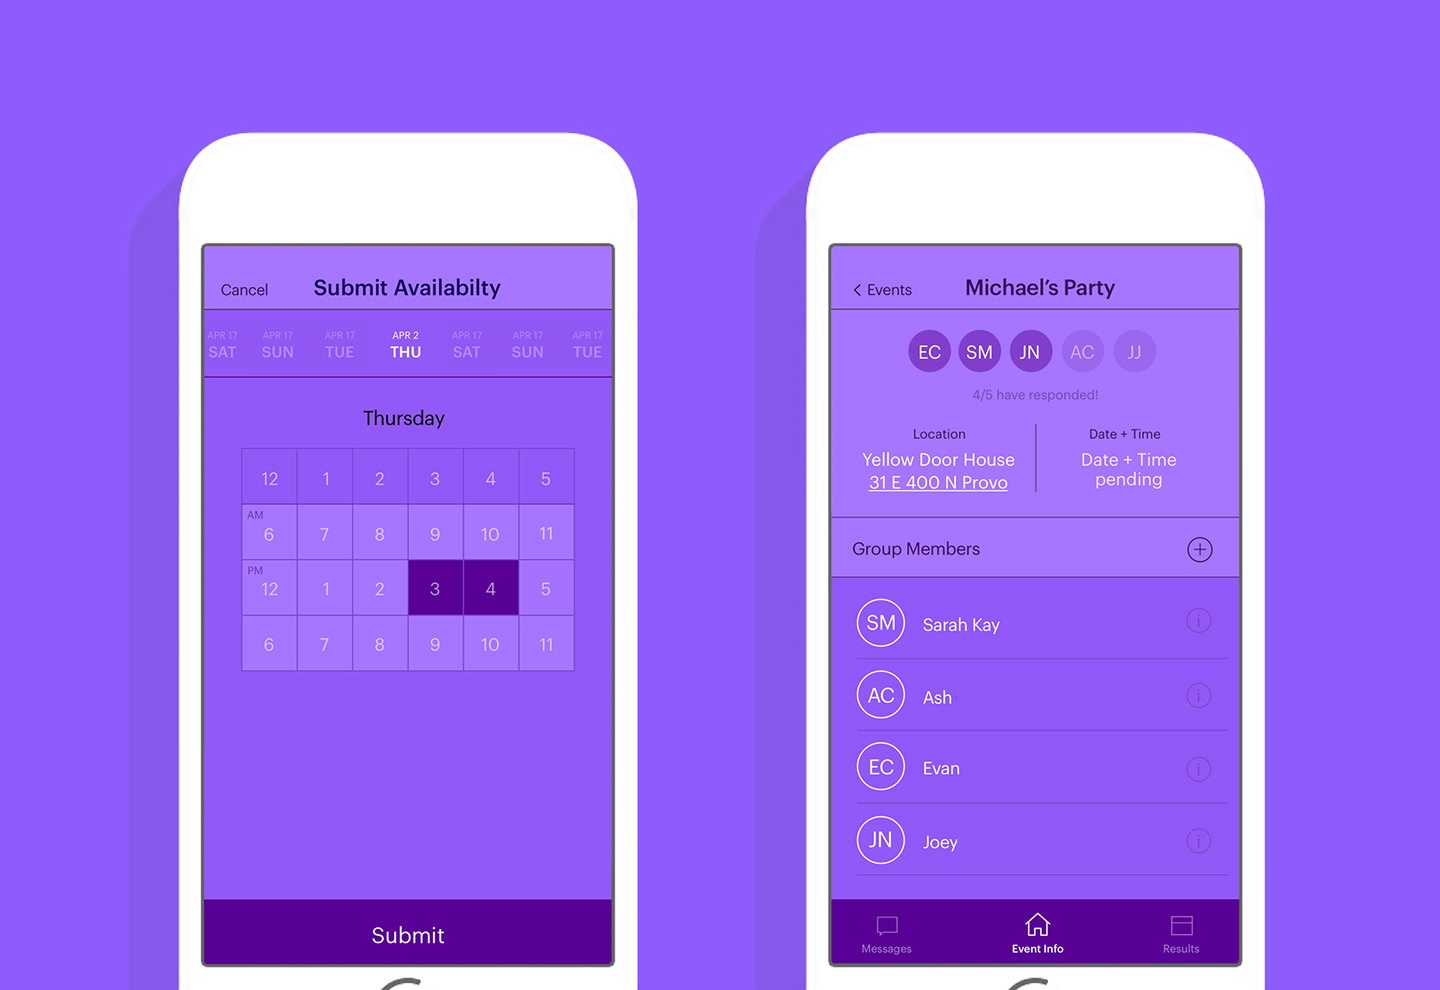 Cancel Submit Availabilty
APR 17 APR 17 APR 17 APR 2 APR 17 APR 17 APR 17
SAT SUN TUE THU SAT SUN TUE
Thursday
12 1 2 3 4 5
AM
6 7 8 9 10 11
PM
12 1 2 3 4 5
6 7 8 9 10 11
Submit
Events Michael's Party
EC SM JN AC JJ
4/5 have responded!
Location
Yellow Door House
31 E 400 N Provo
Date + Time
Date + Time
pending
Group Members
SM Sarah Kay i
AC Ash i
EC Evan i
JN Joey i
Messages Event Info Results